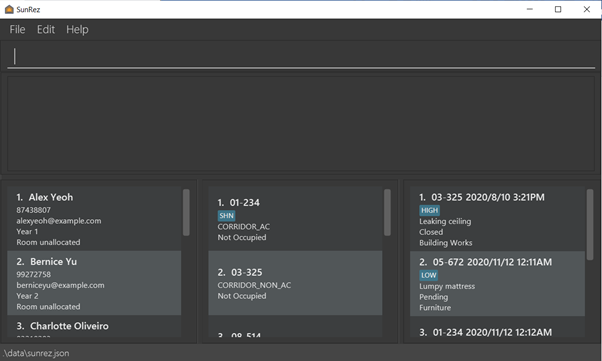 SunRez
File Edit Help
1. Alex Yeoh
87438807
alexyeoh@example.com
Year 1
Room unallocated
2. Bernice Yu
99272758
berniceyu@example.com
Year 2
Room unallocated
3. Charlotte Oliveiro
1. 01-234
SHN
CORRIDOR_AC
Not Occupied
2. 03-325
CORRIDOR_NON_AC
Not Occupied
3. 08-514
1. 03-325 2020/8/10 3:21PM
HIGH
Leaking ceiling
Closed
Building Works
2. 05-672 2020/11/12 12:11AM
LOW
Lumpy mattress
Pending
Furniture
3. 01-234 2020/11/12 12:12AM
.\data\sunrez.json